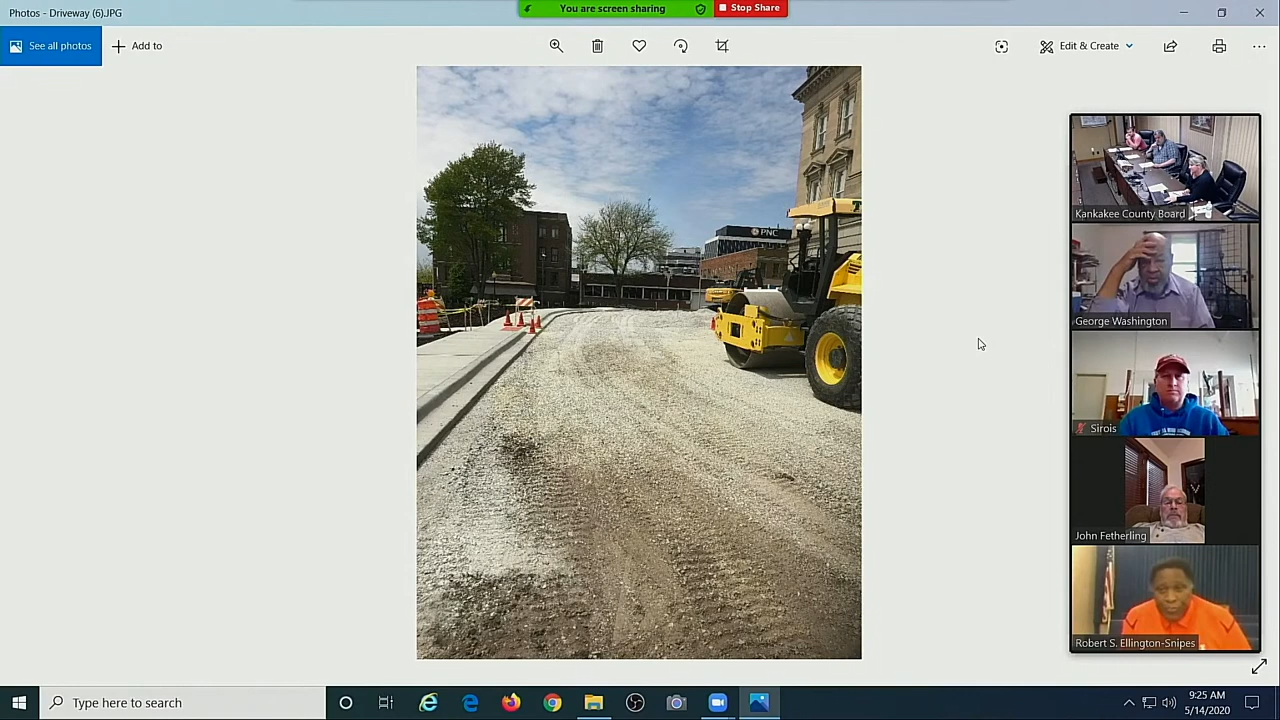 Photos - Driveway (6).JPG
You are screen sharing
Stop Share
See all photos
Add to
Edit & Create
PNC
Kankakee County Board
George Washington
Sirois
John Fetherling
Robert S. Ellington-Snipes
Type here to search
9:25 AM
5/14/2020